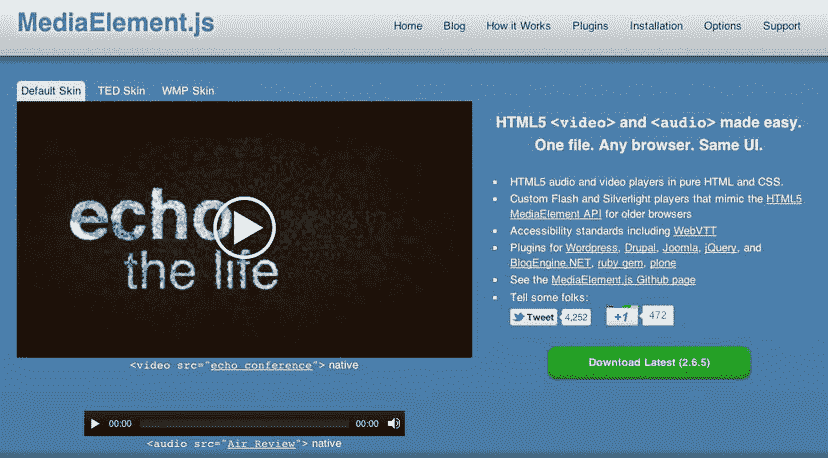 MediaElement.js
Home Blog How it Works Plugins Installation Options Support
Default Skin TED Skin WMP Skin
echo
the life
<video src="echo conference"> native
00:00 00:00
<audio src="Air Review"> native
HTML5 <video> and <audio> made easy.
One file. Any browser. Same UI.
HTML5 audio and video players in pure HTML and CSS.
Custom Flash and Silverlight players that mimic the HTML5
MediaElement API for older browsers
Accessibility standards including WebVTT
Plugins for Wordpress, Drupal, Joomla, jQuery, and
BlogEngine.NET, ruby gem, plone
See the MediaElement.js Github page
Tell some folks:
Tweet 4,252 +1 472
Download Latest (2.6.5)